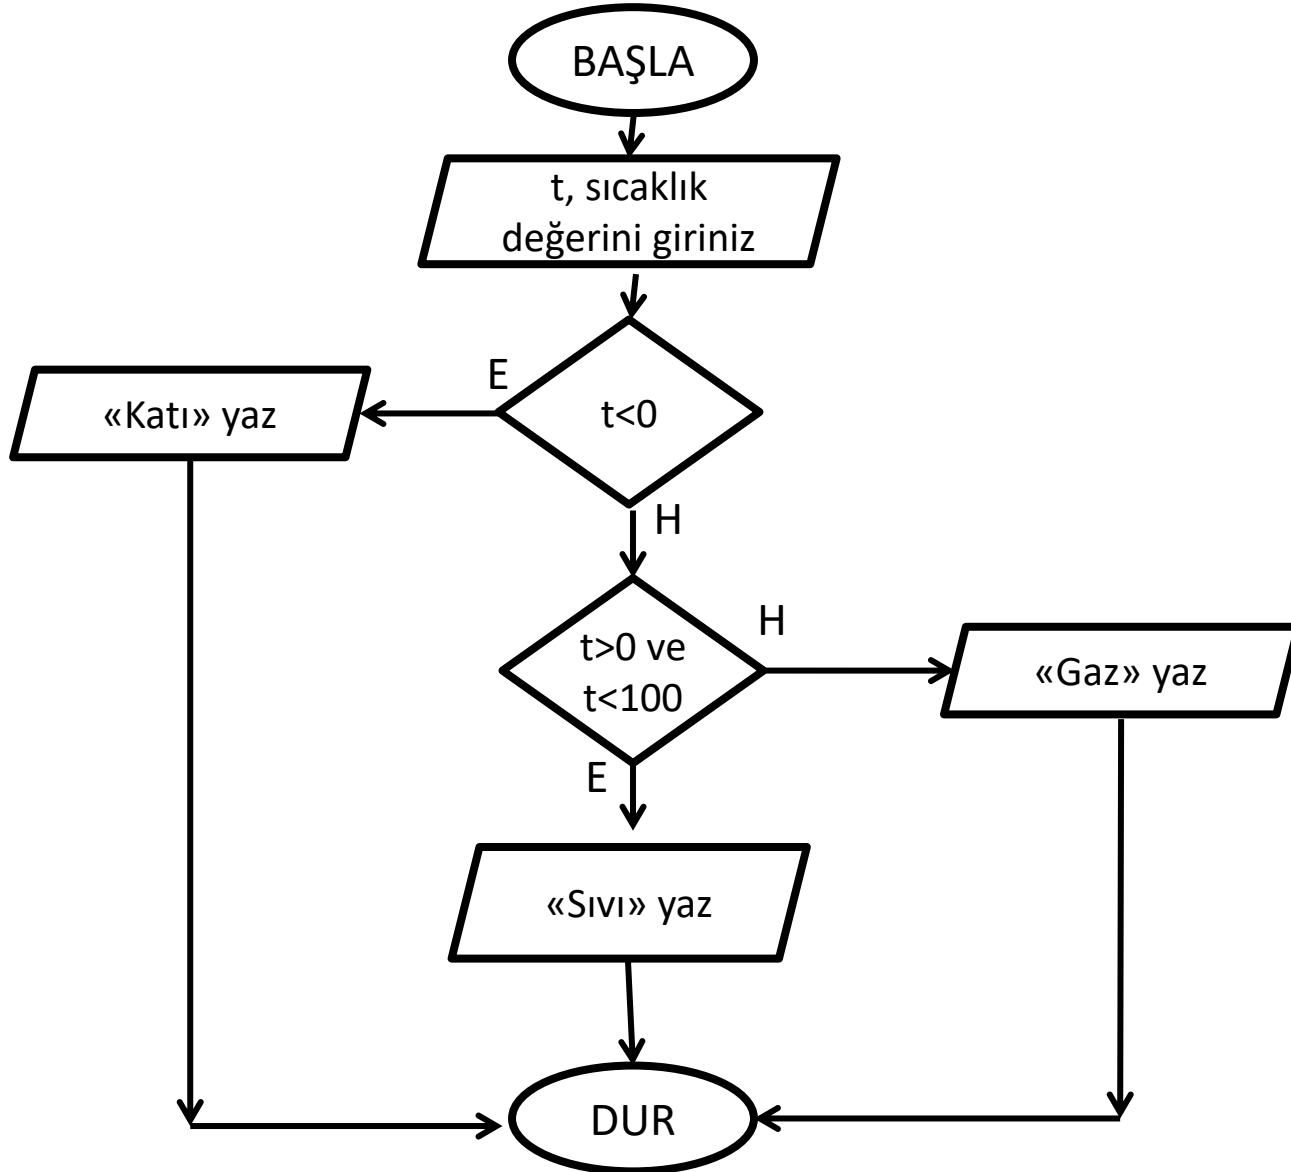 BAŞLA
t, sıcaklık
değerini giriniz
E
t<0
«Katı» yaz
H
H
t>0 ve
t<100
«Gaz» yaz
E
«Sıvı» yaz
DUR